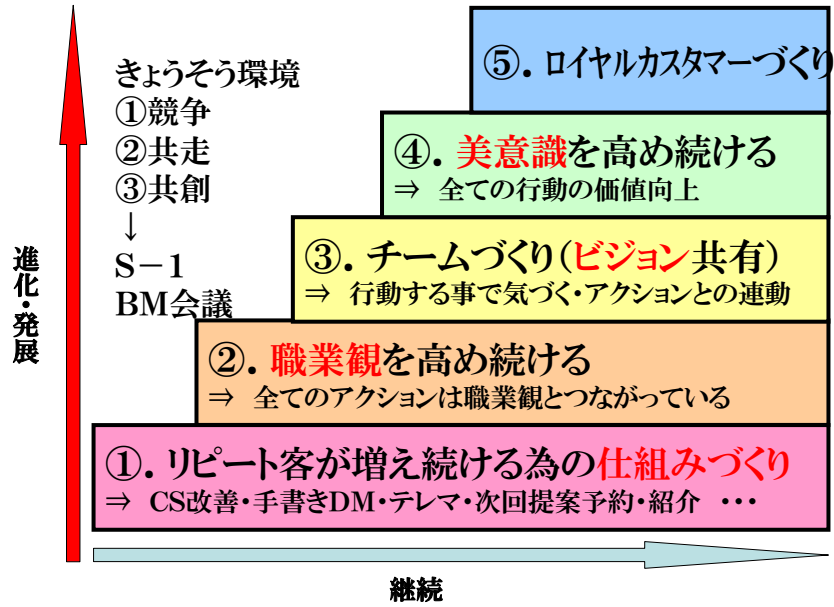 きょうそう環境
①競争
②共走
③共創
↓
S－1
BM会議
⑤．ロイヤルカスタマーづくり
④．美意識を高め続ける
⇒ 全ての行動の価値向上
③．チームづくり（ビジョン共有）
⇒ 行動する事で気づく・アクションとの連動
②．職業観を高め続ける
⇒ 全てのアクションは職業観とつながっている
①．リピート客が増え続ける為の仕組みづくり
⇒ CS改善・手書きDM・テレマ・次回提案予約・紹介 ・・・
進化・発展
継続